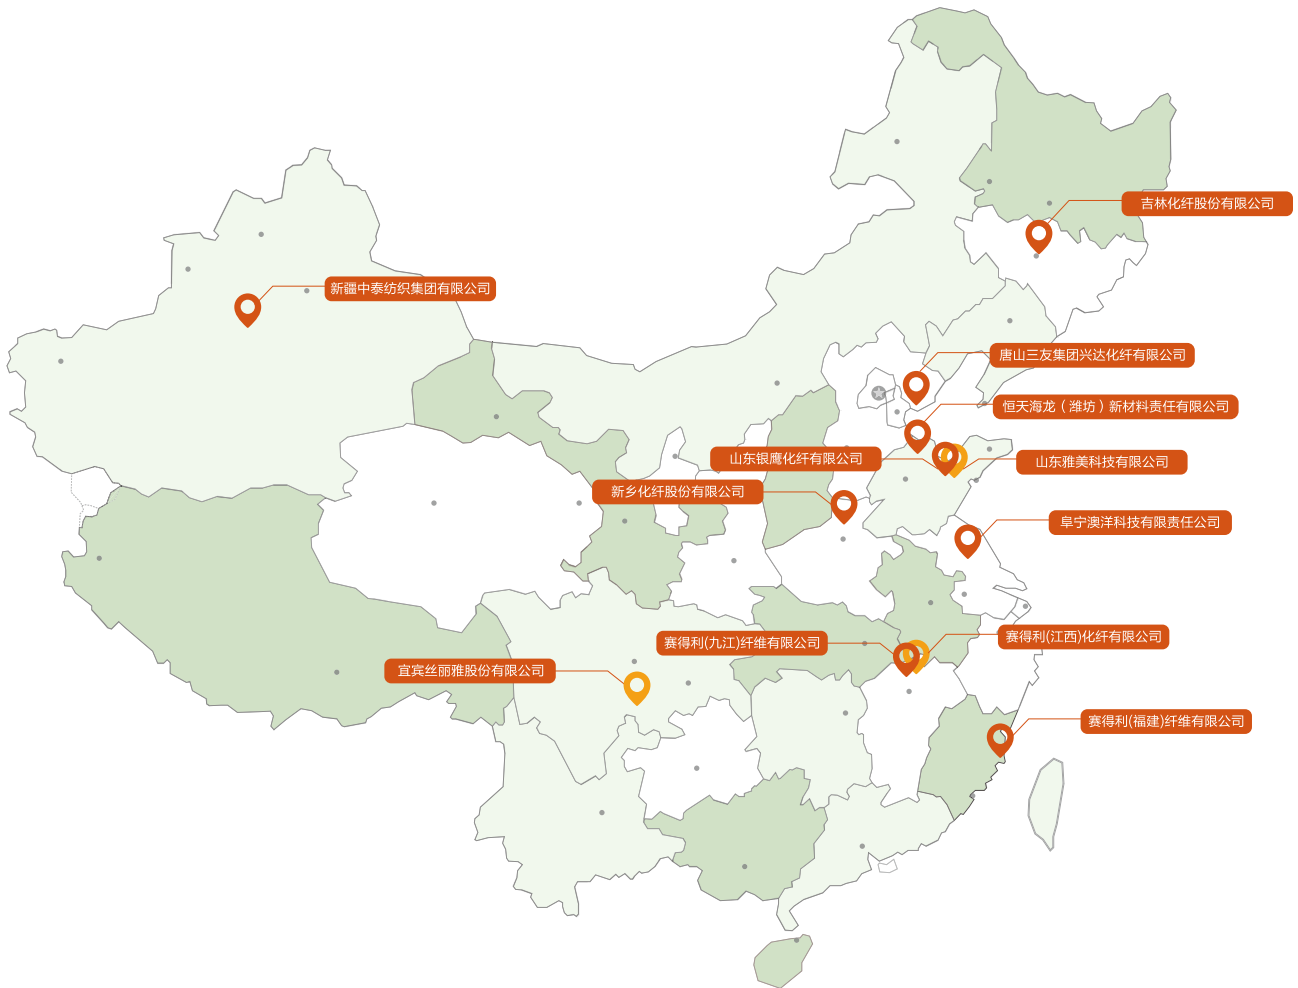 吉林化纤股份有限公司
新疆中泰纺织集团有限公司
唐山三友集团兴达化纤有限公司
恒天海龙（潍坊）新材料责任有限公司
山东银鹰化纤有限公司
山东雅美科技有限公司
新乡化纤股份有限公司
阜宁澳洋科技有限责任公司
赛得利(江西)化纤有限公司
赛得利(九江)纤维有限公司
宜宾丝丽雅股份有限公司
赛得利(福建)纤维有限公司